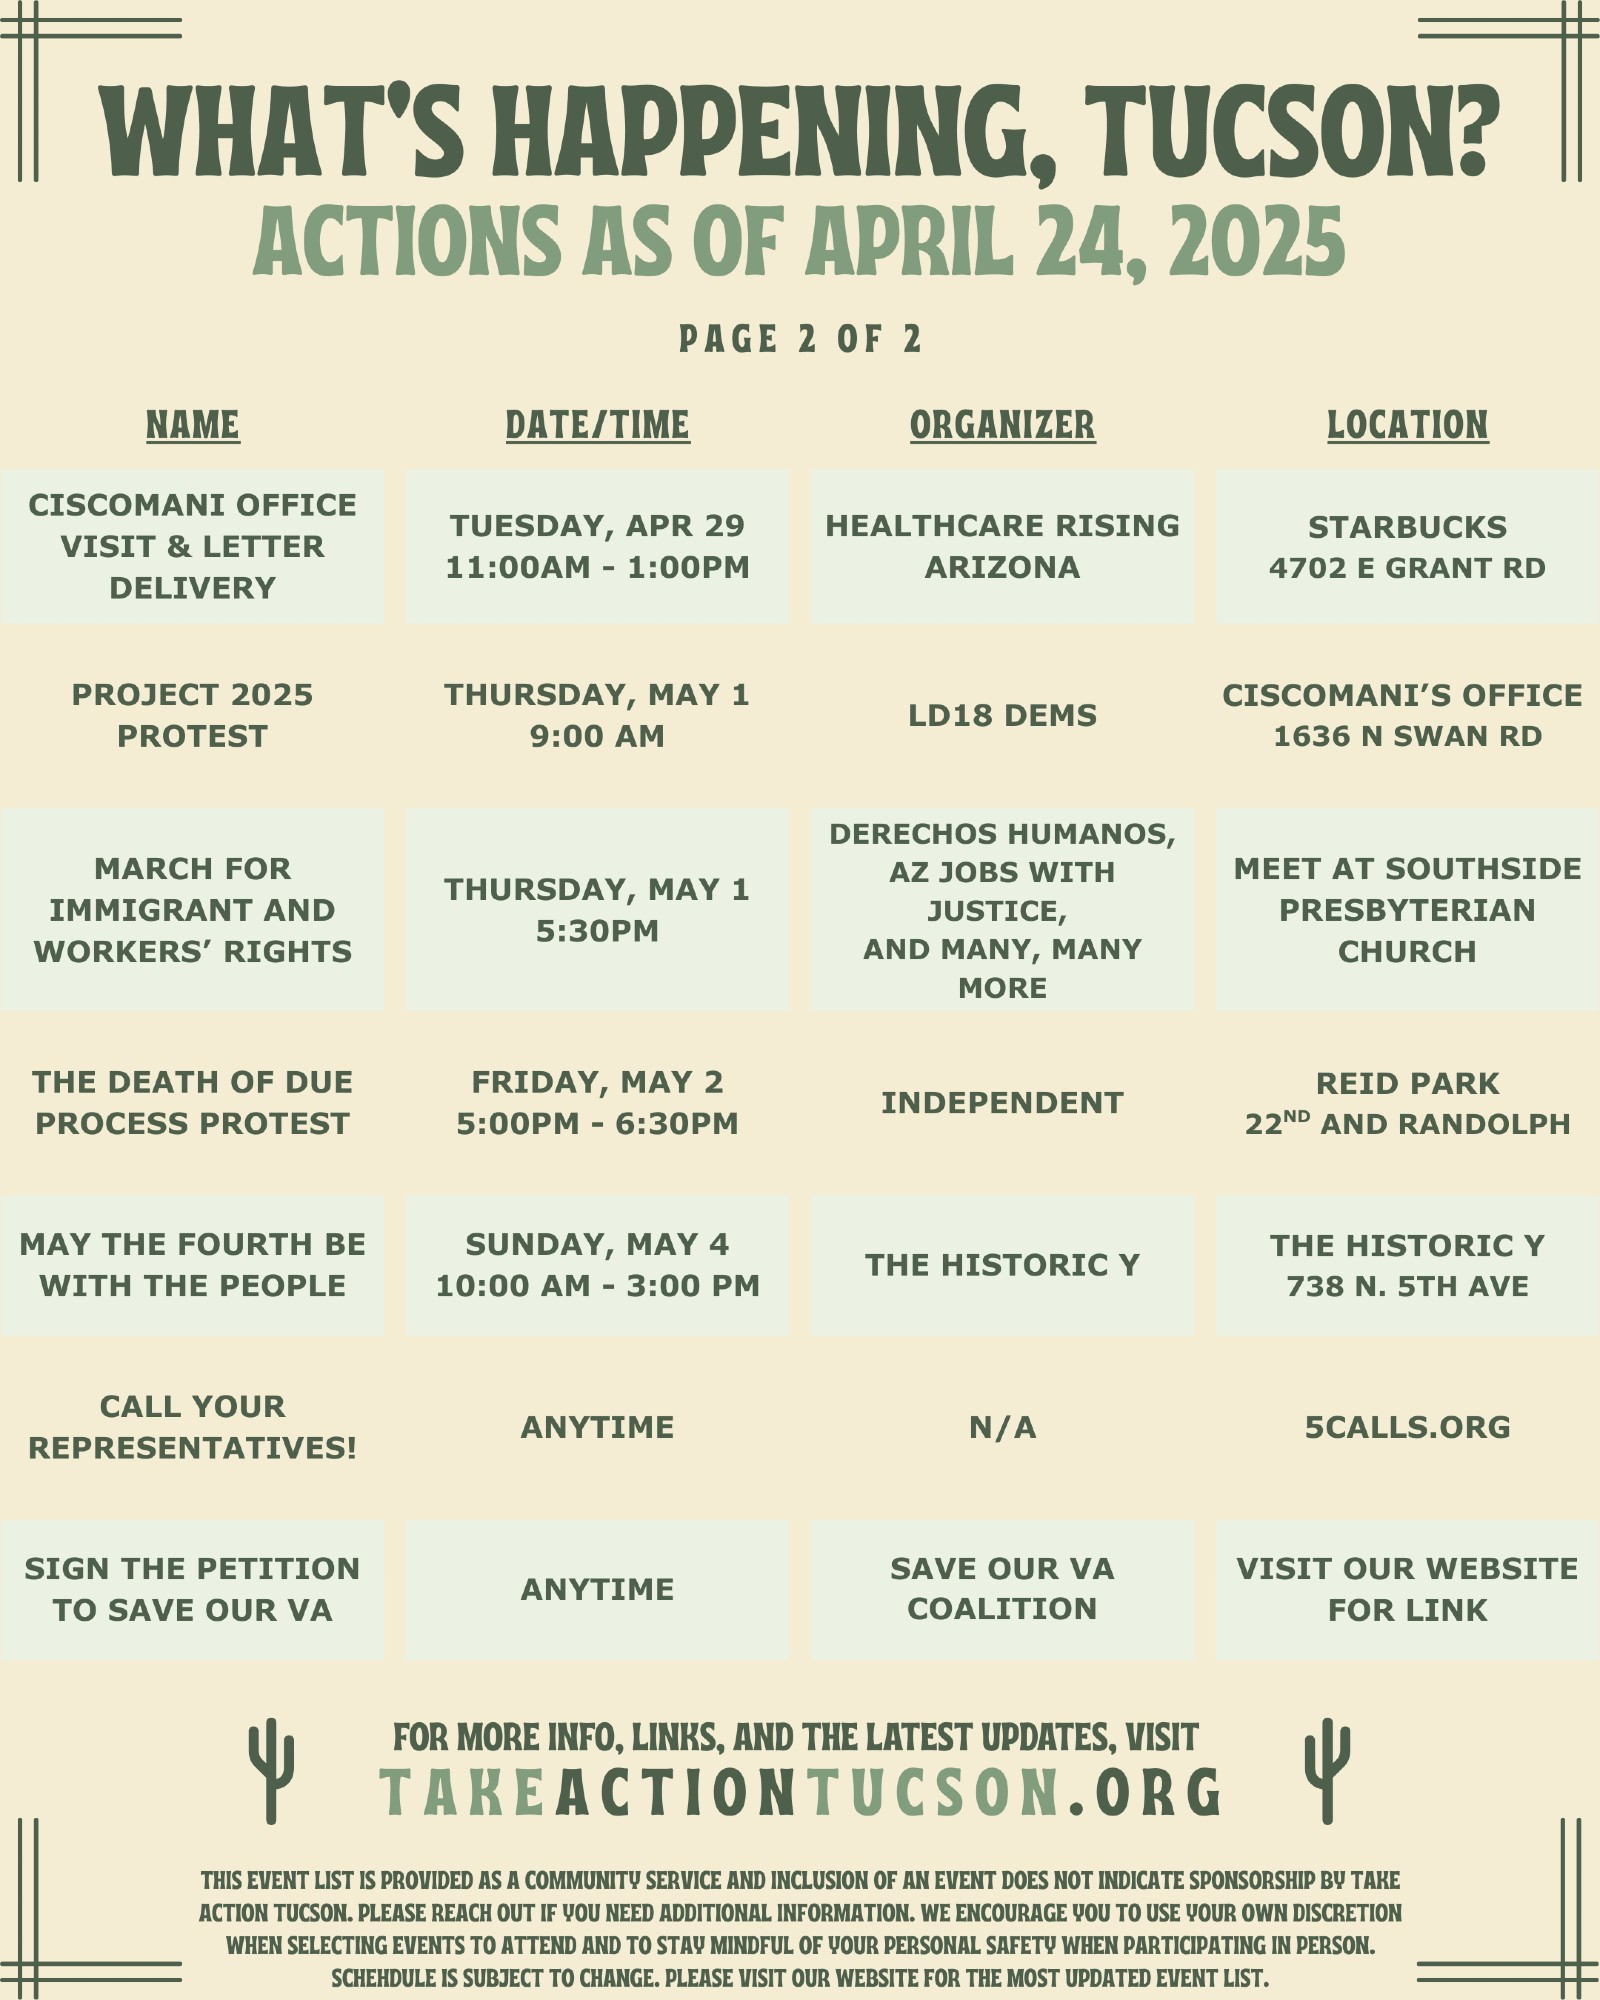 WHAT'S HAPPENING, TUCSON?
ACTIONS AS OF APRIL 24, 2025
PAGE 2 OF 2
NAME DATE/TIME ORGANIZER LOCATION
CISCOMANI OFFICE
VISIT & LETTER
DELIVERY
TUESDAY, APR 29
11:00AM - 1:00PM
HEALTHCARE RISING
ARIZONA
STARBUCKS
4702 E GRANT RD
PROJECT 2025
PROTEST
THURSDAY, MAY 1
9:00 AM
LD18 DEMS
CISCOMANI’S OFFICE
1636 N SWAN RD
MARCH FOR
IMMIGRANT AND
WORKERS’ RIGHTS
THURSDAY, MAY 1
5:30PM
DERECHOS HUMANOS,
AZ JOBS WITH
JUSTICE,
AND MANY, MANY
MORE
MEET AT SOUTHSIDE
PRESBYTERIAN
CHURCH
THE DEATH OF DUE
PROCESS PROTEST
FRIDAY, MAY 2
5:00PM - 6:30PM
INDEPENDENT
REID PARK
22ND AND RANDOLPH
MAY THE FOURTH BE
WITH THE PEOPLE
SUNDAY, MAY 4
10:00 AM - 3:00 PM
THE HISTORIC Y
THE HISTORIC Y
738 N. 5TH AVE
CALL YOUR
REPRESENTATIVES!
ANYTIME
N/A
5CALLS.ORG
SIGN THE PETITION
TO SAVE OUR VA
ANYTIME
SAVE OUR VA
COALITION
VISIT OUR WEBSITE
FOR LINK
FOR MORE INFO, LINKS, AND THE LATEST UPDATES, VISIT
TAKEACTIONTUCSON.ORG
THIS EVENT LIST IS PROVIDED AS A COMMUNITY SERVICE AND INCLUSION OF AN EVENT DOES NOT INDICATE SPONSORSHIP BY TAKE
ACTION TUCSON. PLEASE REACH OUT IF YOU NEED ADDITIONAL INFORMATION. WE ENCOURAGE YOU TO USE YOUR OWN DISCRETION
WHEN SELECTING EVENTS TO ATTEND AND TO STAY MINDFUL OF YOUR PERSONAL SAFETY WHEN PARTICIPATING IN PERSON.
SCHEHDULE IS SUBJECT TO CHANGE. PLEASE VISIT OUR WEBSITE FOR THE MOST UPDATED EVENT LIST.